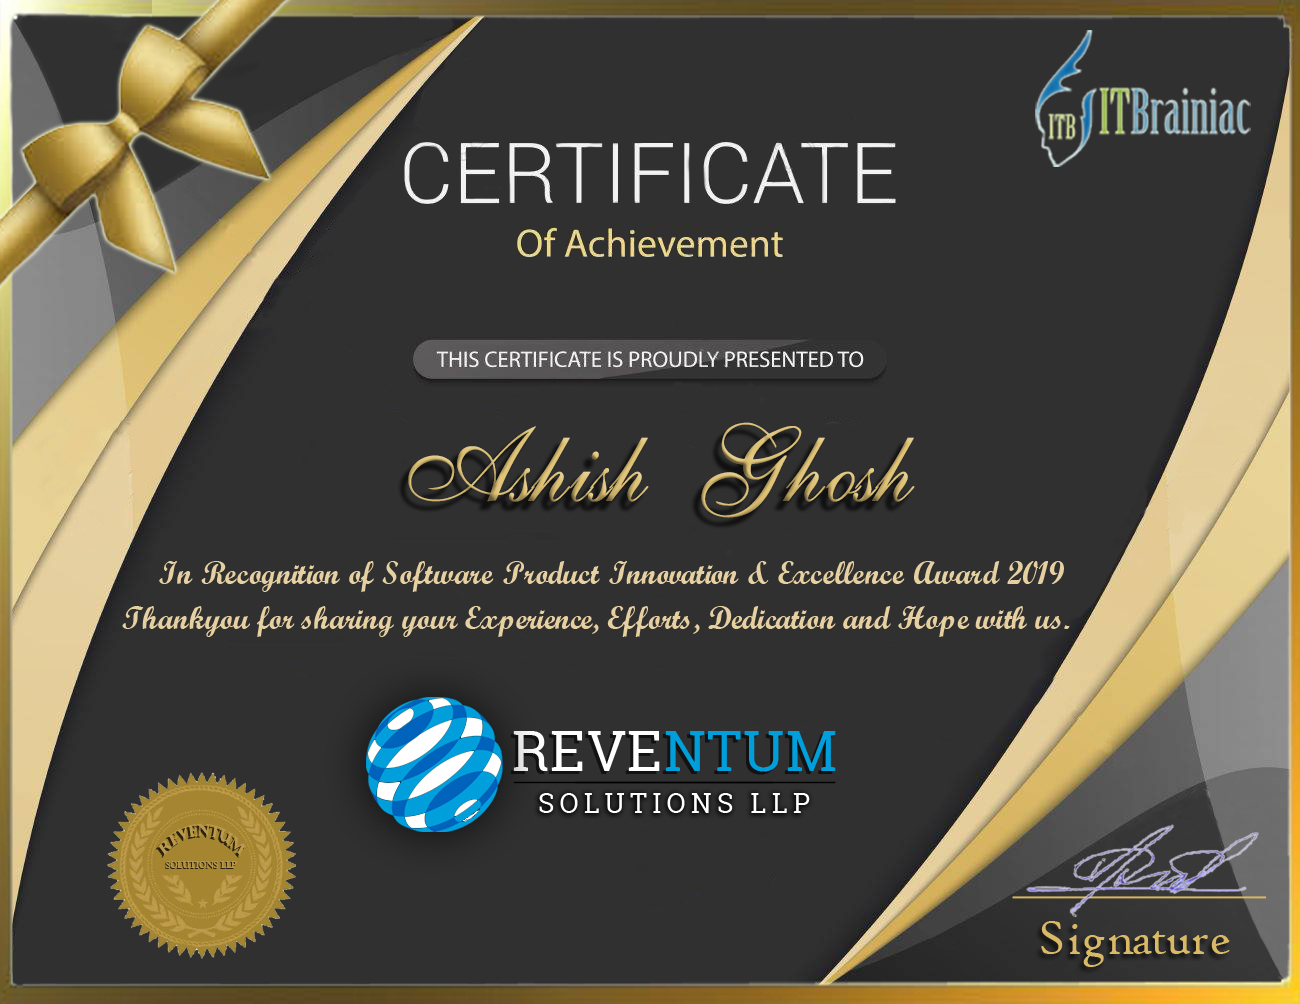 ITB ITBrainiac
CERTIFICATE
Of Achievement
THIS CERTIFICATE IS PROUDLY PRESENTED TO
Ashish Ghosh
In Recognition of Software Product Innovation & Excellence Award 2019
Thankyou for sharing your Experience, Efforts, Dedication and Hope with us.
REVENTUM
SOLUTIONS LLP
REVENTUM
SOLUTIONS LLP
Signature